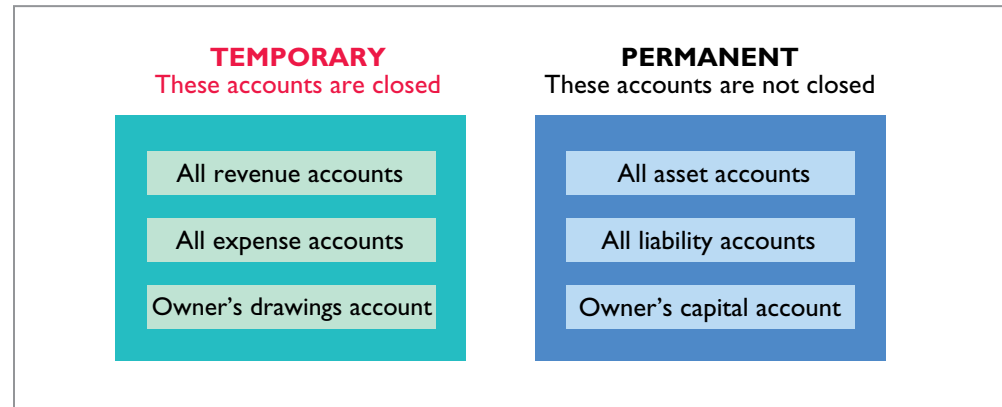 TEMPORARY
These accounts are closed
All revenue accounts
All expense accounts
Owner’s drawings account
PERMANENT
These accounts are not closed
All asset accounts
All liability accounts
Owner’s capital account